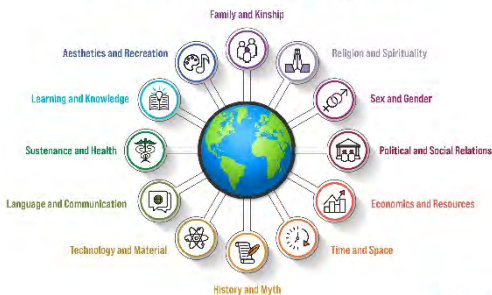 Family and Kinship
Aesthetics and Recreation
Religion and Spirituality
Learning and Knowledge
Sex and Gender
Sustenance and Health
Political and Social Relations
Language and Communication
Economics and Resources
Technology and Material
Time and Space
History and Myth